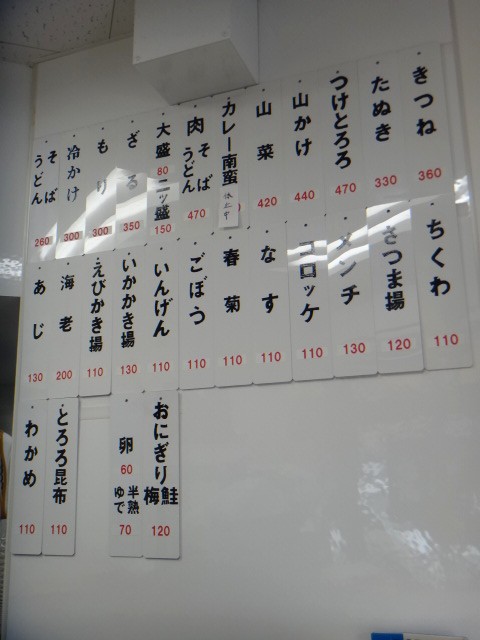 きつね 360
たぬき 330
つけとろろ 470
山かけ 440
山菜 420
カレー南蛮
肉そばうどん 470
大盛 80 二ッ盛 150
ざる 350
もり 300
冷かけ 300
そばうどん 260
ちくわ 110
さつま揚 120
メンチ 130
コロッケ 110
なす 110
春菊 110
ごぼう 110
いんげん 110
いかかき揚 130
えびかき揚 110
海老 200
あじ 130
おにぎり 鮭 梅 120
卵 60 半熟 ゆで 70
とろろ昆布 110
わかめ 110